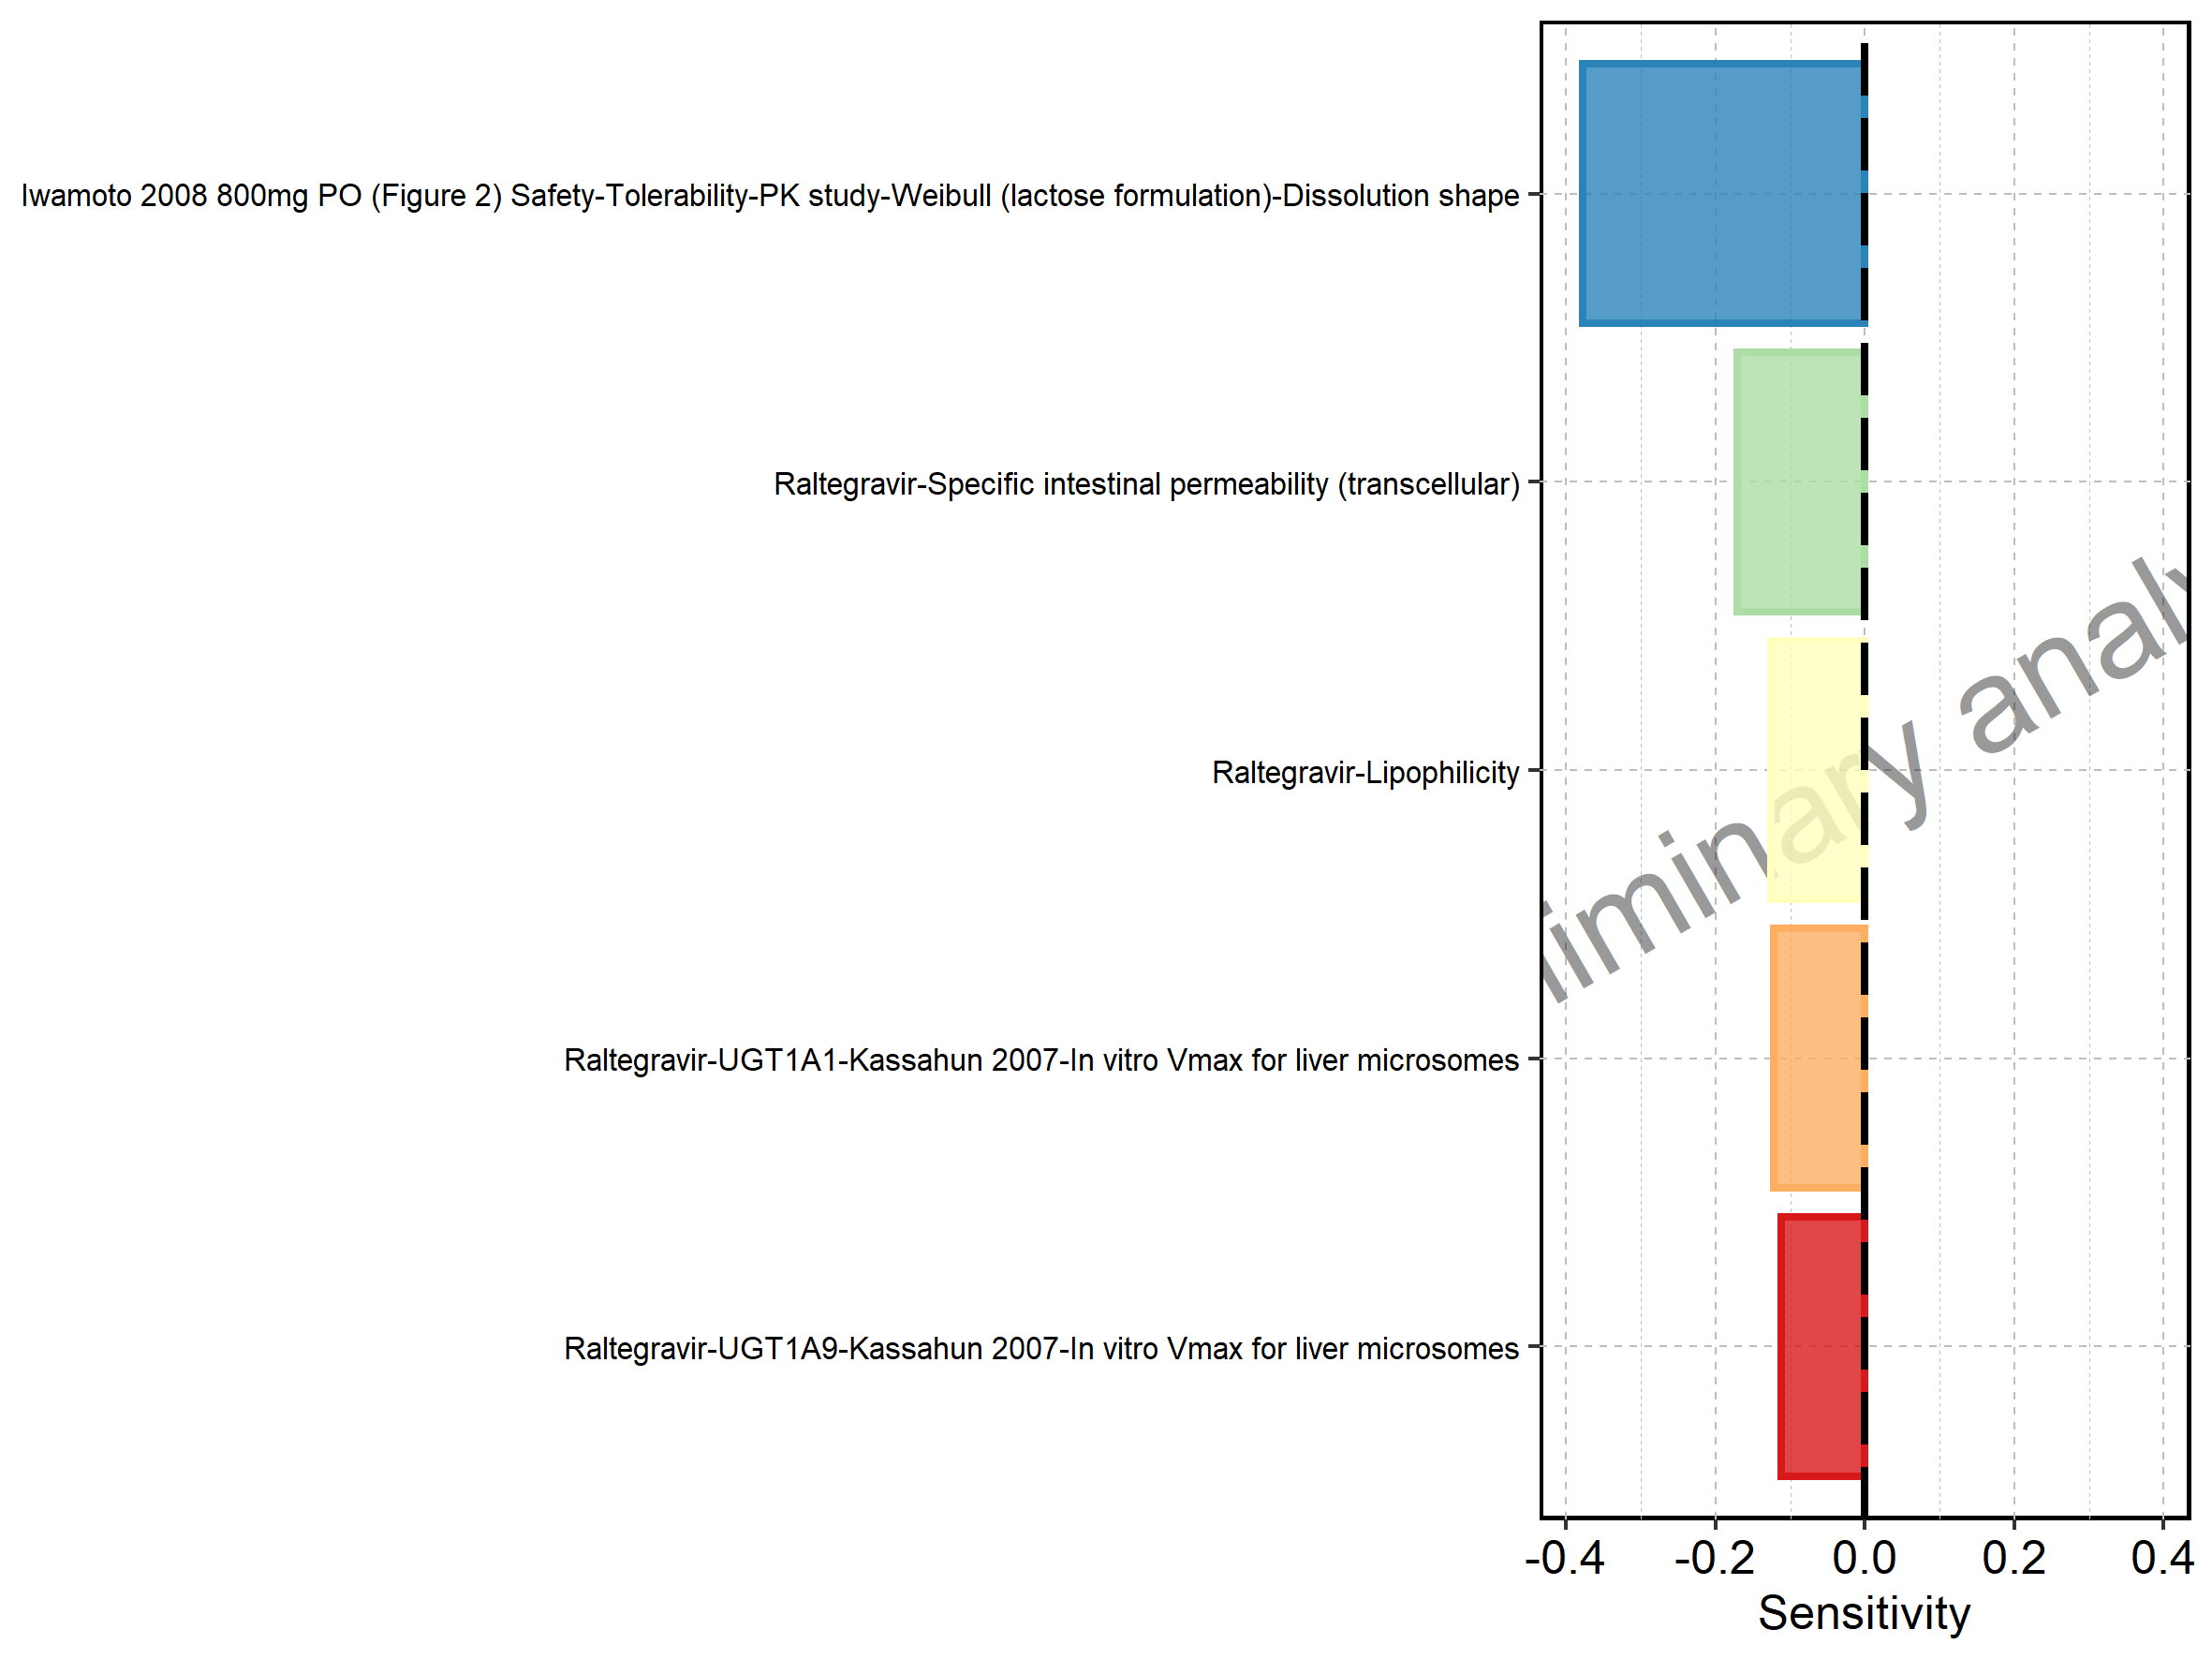 Iwamoto 2008 800mg PO (Figure 2) Safety-Tolerability-PK study-Weibull (lactose formulation)-Dissolution shape
Raltegravir-Specific intestinal permeability (transcellular)
Raltegravir-Lipophilicity
Raltegravir-UGT1A1-Kassahun 2007-In vitro Vmax for liver microsomes
Raltegravir-UGT1A9-Kassahun 2007-In vitro Vmax for liver microsomes
-0.4 -0.2 0.0 0.2 0.4
Sensitivity